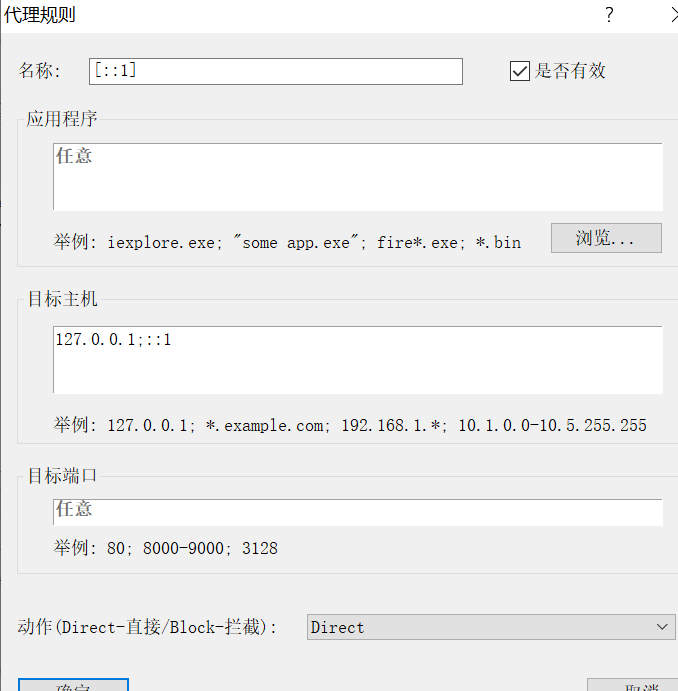 代理规则
名称: [::1] 是否有效
应用程序
任意
举例: iexplore.exe; "some app.exe"; fire*.exe; *.bin 浏览...
目标主机
127.0.0.1;::1
举例: 127.0.0.1; *.example.com; 192.168.1.*; 10.1.0.0-10.5.255.255
目标端口
任意
举例: 80; 8000-9000; 3128
动作(Direct-直接/Block-拦截): Direct
确定 取消